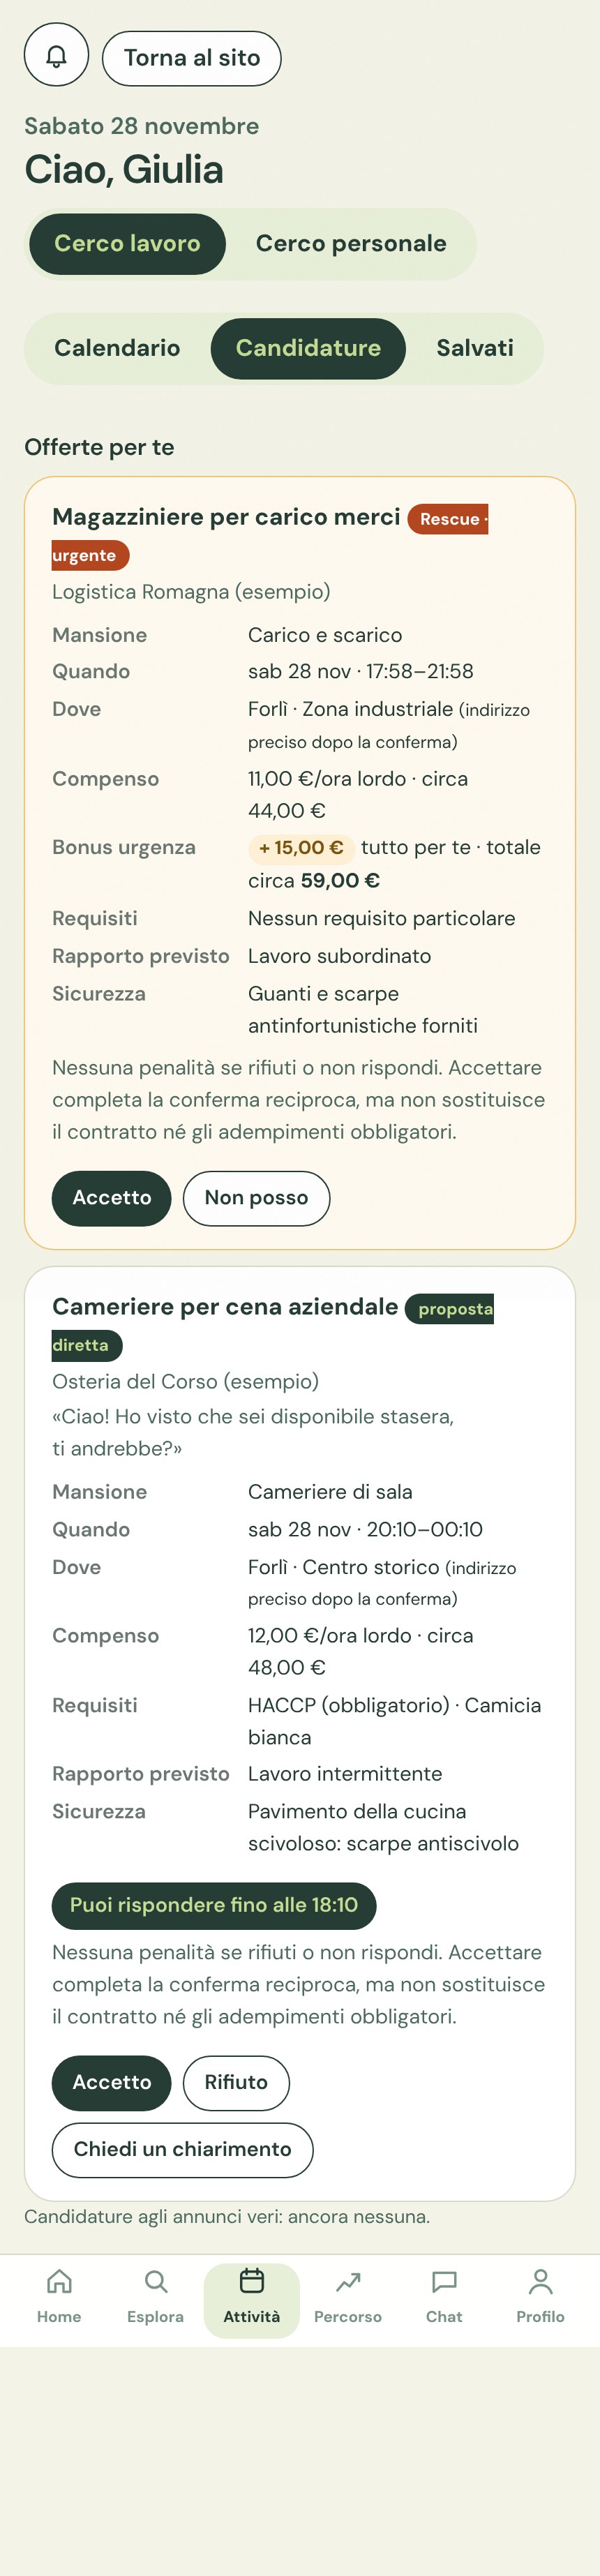 Torna al sito
Sabato 28 novembre
Ciao, Giulia
Cerco lavoro
Cerco personale
Calendario
Candidature
Salvati
Offerte per te
Magazziniere per carico merci Rescue ·
urgente
Logistica Romagna (esempio)
Mansione Carico e scarico
Quando sab 28 nov · 17:58–21:58
Dove Forlì · Zona industriale (indirizzo
preciso dopo la conferma)
Compenso 11,00 €/ora lordo · circa
44,00 €
Bonus urgenza + 15,00 € tutto per te · totale
circa 59,00 €
Requisiti Nessun requisito particolare
Rapporto previsto Lavoro subordinato
Sicurezza Guanti e scarpe
antinfortunistiche forniti
Nessuna penalità se rifiuti o non rispondi. Accettare
completa la conferma reciproca, ma non sostituisce
il contratto né gli adempimenti obbligatori.
Accetto
Non posso
Cameriere per cena aziendale proposta
diretta
Osteria del Corso (esempio)
«Ciao! Ho visto che sei disponibile stasera,
ti andrebbe?»
Mansione Cameriere di sala
Quando sab 28 nov · 20:10–00:10
Dove Forlì · Centro storico (indirizzo
preciso dopo la conferma)
Compenso 12,00 €/ora lordo · circa
48,00 €
Requisiti HACCP (obbligatorio) · Camicia
bianca
Rapporto previsto Lavoro intermittente
Sicurezza Pavimento della cucina
scivoloso: scarpe antiscivolo
Puoi rispondere fino alle 18:10
Nessuna penalità se rifiuti o non rispondi. Accettare
completa la conferma reciproca, ma non sostituisce
il contratto né gli adempimenti obbligatori.
Accetto
Rifiuto
Chiedi un chiarimento
Candidature agli annunci veri: ancora nessuna.
Home
Esplora
Attività
Percorso
Chat
Profilo